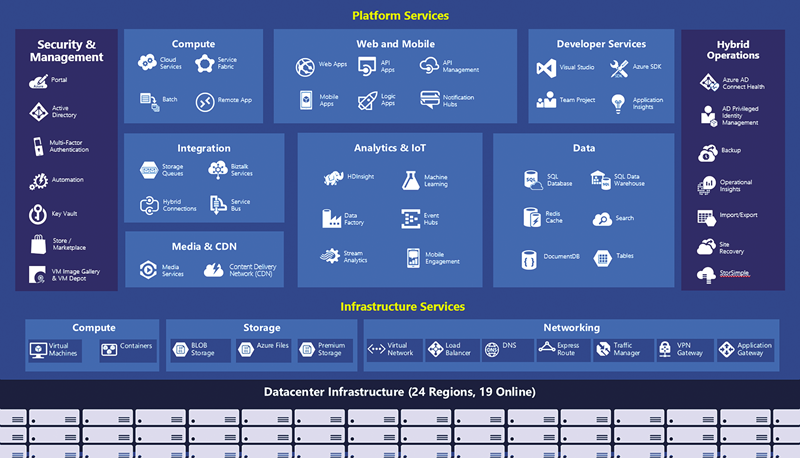 Platform Services
Security &
Management
Portal
Active
Directory
Multi-Factor
Authentication
Automation
Key Vault
Store /
Marketplace
VM Image Gallery
& VM Depot
Compute
Cloud
Services
Service
Fabric
Batch
Remote App
Web and Mobile
Web Apps
API
Apps
API
Management
Mobile
Apps
Logic
Apps
Notification
Hubs
Developer Services
Visual Studio
Azure SDK
Team Project
Application
Insights
Hybrid
Operations
Azure AD
Connect Health
AD Privileged
Identity
Management
Backup
Operational
Insights
Import/Export
Site
Recovery
StorSimple
Integration
Storage
Queues
Biztalk
Services
Hybrid
Connections
Service
Bus
Analytics & IoT
HDInsight
Machine
Learning
Data
Factory
Event
Hubs
Stream
Analytics
Mobile
Engagement
Data
SQL
Database
SQL Data
Warehouse
Redis
Cache
Search
DocumentDB
Tables
Media & CDN
Media
Services
Content Delivery
Network (CDN)
Infrastructure Services
Compute
Virtual
Machines
Containers
Storage
BLOB
Storage
Azure Files
Premium
Storage
Networking
Virtual
Network
Load
Balancer
DNS
DNS
Express
Route
Traffic
Manager
VPN
Gateway
Application
Gateway
Datacenter Infrastructure (24 Regions, 19 Online)